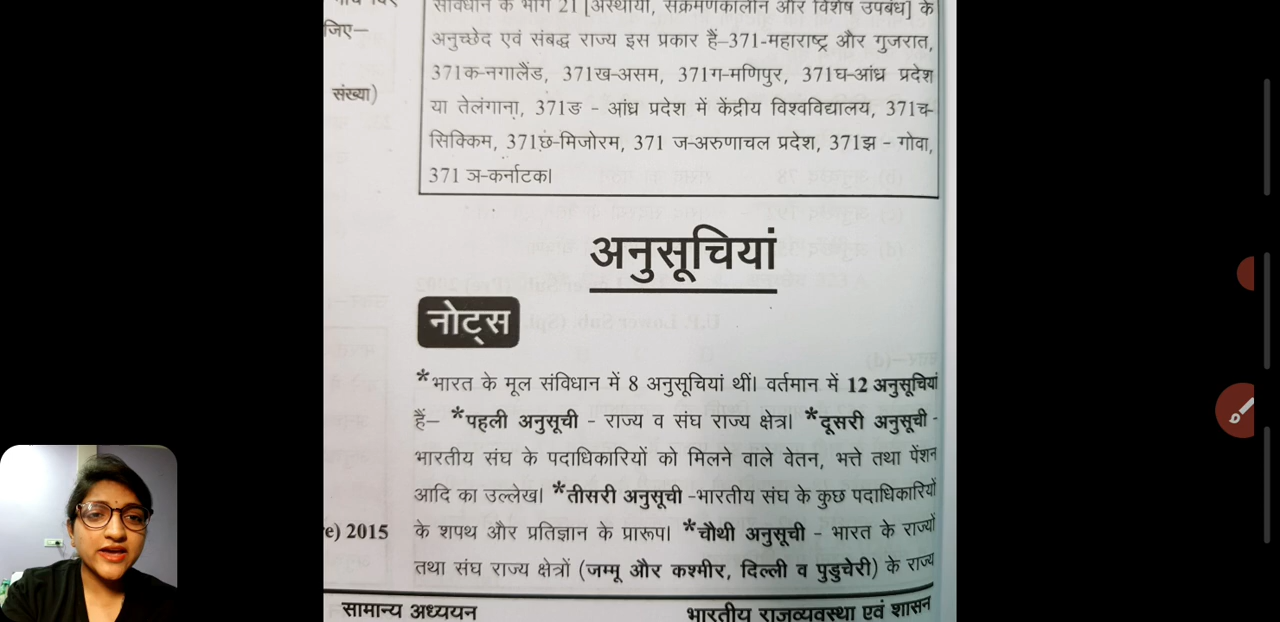 जिए–
संख्या)
संविधान के भाग 21 [अस्थायी, संक्रमणकालीन और विशेष उपबंध] के
अनुच्छेद एवं संबद्ध राज्य इस प्रकार हैं–371-महाराष्ट्र और गुजरात,
371क-नगालैंड, 371ख-असम, 371ग-मणिपुर, 371घ-आंध्र प्रदेश
या तेलंगाना, 371ङ - आंध्र प्रदेश में केंद्रीय विश्वविद्यालय, 371च-
सिक्किम, 371छ-मिजोरम, 371 ज-अरुणाचल प्रदेश, 371झ - गोवा,
371 ञ-कर्नाटक।
अनुसूचियां
नोट्स
*भारत के मूल संविधान में 8 अनुसूचियां थीं। वर्तमान में 12 अनुसूचियां
हैं– *पहली अनुसूची - राज्य व संघ राज्य क्षेत्र। *दूसरी अनुसूची -
भारतीय संघ के पदाधिकारियों को मिलने वाले वेतन, भत्ते तथा पेंशन
आदि का उल्लेख। *तीसरी अनुसूची -भारतीय संघ के कुछ पदाधिकारियों
के शपथ और प्रतिज्ञान के प्रारूप। *चौथी अनुसूची - भारत के राज्यों
तथा संघ राज्य क्षेत्रों (जम्मू और कश्मीर, दिल्ली व पुडुचेरी) के राज्य
e) 2015
सामान्य अध्ययन
भारतीय राजव्यवस्था एवं शासन